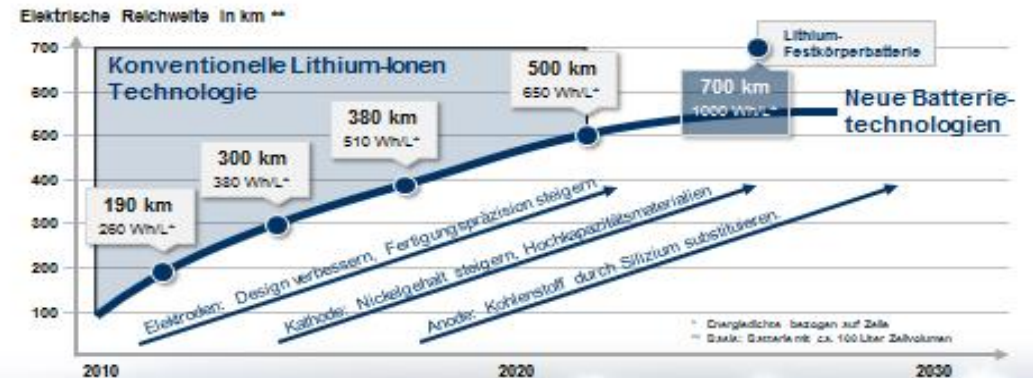 Elektrische Reichweite in km **
700
600
500
400
300
200
100
Konventionelle Lithium-Ionen
Technologie
190 km
260 Wh/L*
300 km
380 Wh/L*
380 km
510 Wh/L*
500 km
650 Wh/L*
700 km
1000 Wh/L*
Lithium-
Festkörperbatterie
Neue Batterie-
technologien
Elektroden: Design verbessern, Fertigungspräzision steigern
Kathode: Nickelgehalt steigern, Hochkapazitätsmaterialien
Anode: Kohlenstoff durch Silizium substituieren
* Energiedichte bezogen auf Zelle
** Basis: Batterie mit ca. 100 Liter Zellvolumen
2010
2020
2030